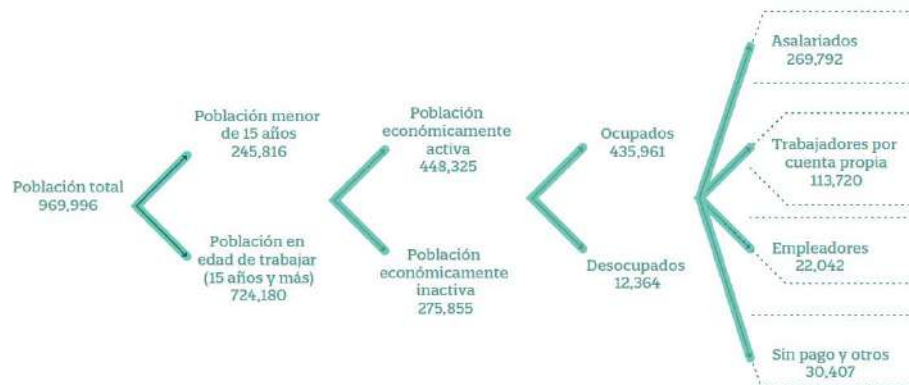 Población total
969,996
Población menor
de 15 años
245,816
Población en
edad de trabajar
(15 años y más)
724,180
Población
económicamente
activa
448,325
Población
económicamente
inactiva
275,855
Ocupados
435,961
Desocupados
12,364
Asalariados
269,792
Trabajadores por
cuenta propia
113,720
Empleadores
22,042
Sin pago y otros
30,407